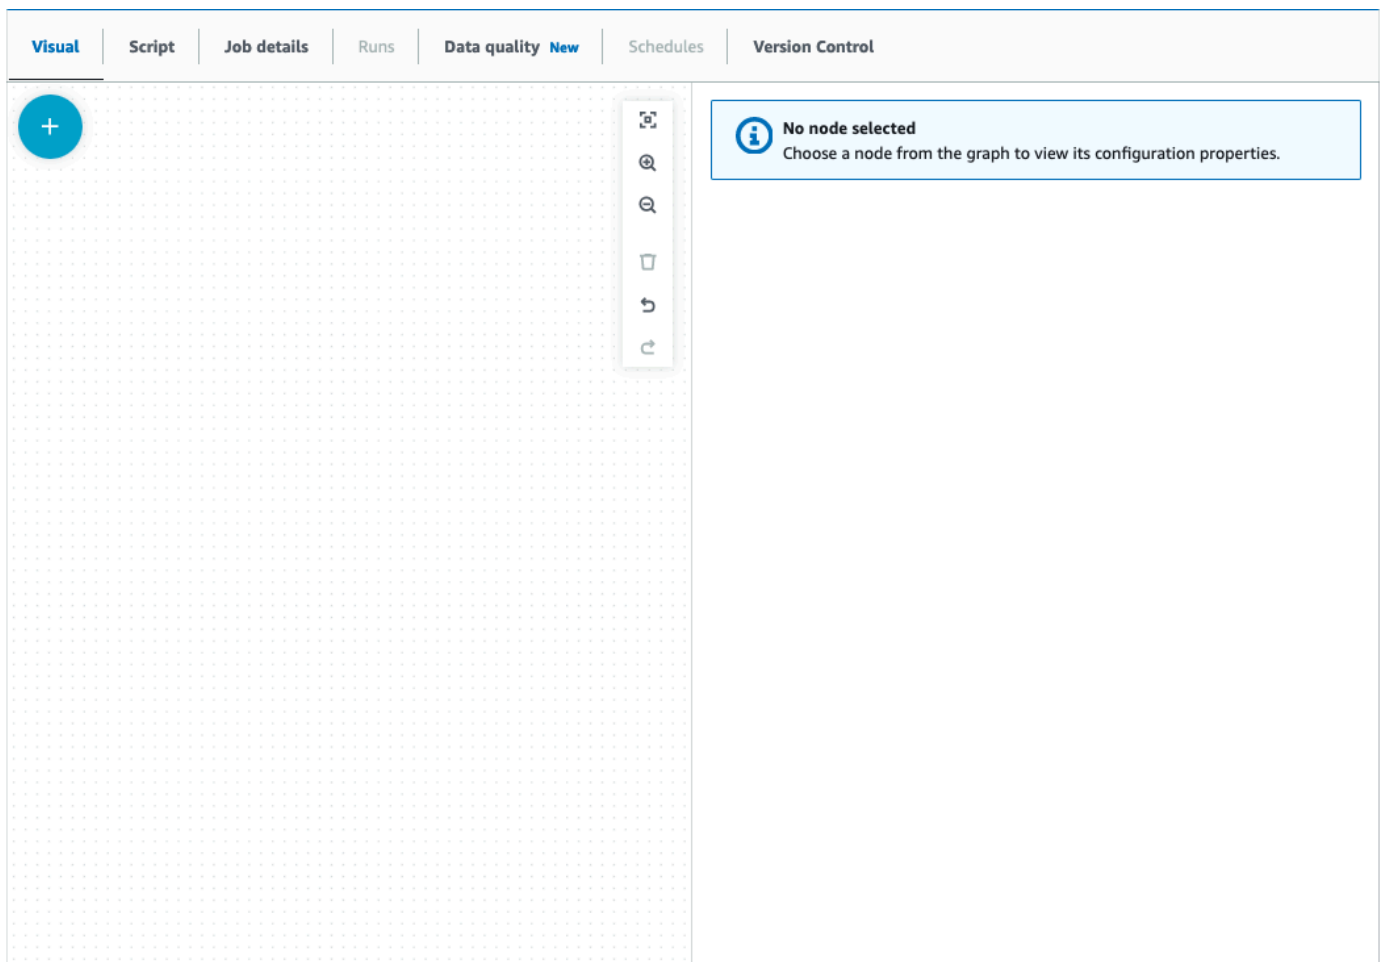 Visual Script Job details Runs Data quality New Schedules Version Control
No node selected
Choose a node from the graph to view its configuration properties.